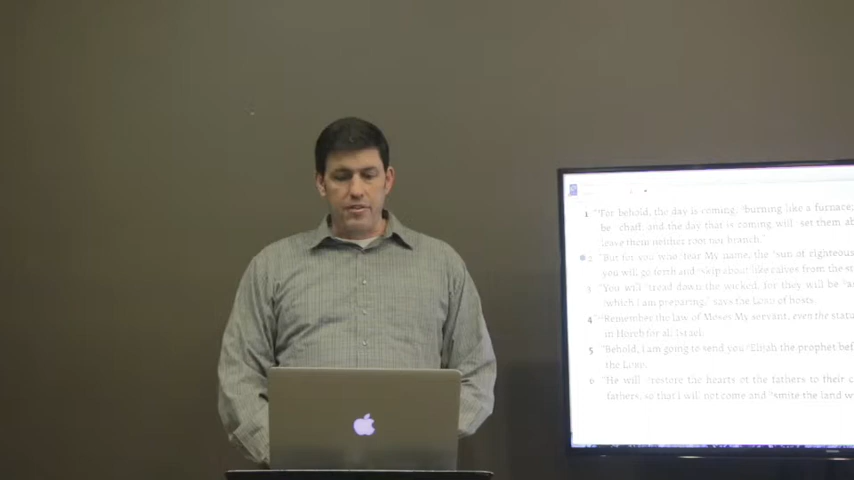 1 "For behold, the day is coming, burning like a furnace;
be chaff, and the day that is coming will set them
leave them neither root nor branch."
2 "But for you who fear My name, the sun of righteous
you will go forth and skip about like calves from the
3 "You will tread down the wicked, for they will be
which I am preparing," says the LORD of hosts.
4 "Remember the law of Moses My servant, even the
in Horeb for all Israel.
5 "Behold, I am going to send you Elijah the prophet
the LORD.
6 "He will restore the hearts of the fathers to their
fathers, so that I will not come and smite the land